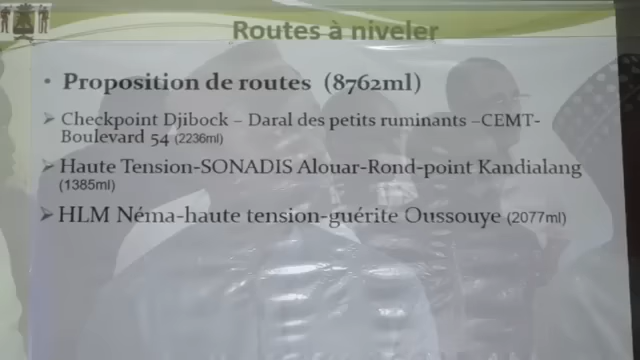 Routes à niveler
• Proposition de routes (8762ml)
➢ Checkpoint Djibock – Daral des petits ruminants –CEMT-
Boulevard 54 (2236ml)
➢ Haute Tension-SONADIS Alouar-Rond-point Kandialang
(1385ml)
➢ HLM Néma-haute tension-guérite Oussouye (2077ml)